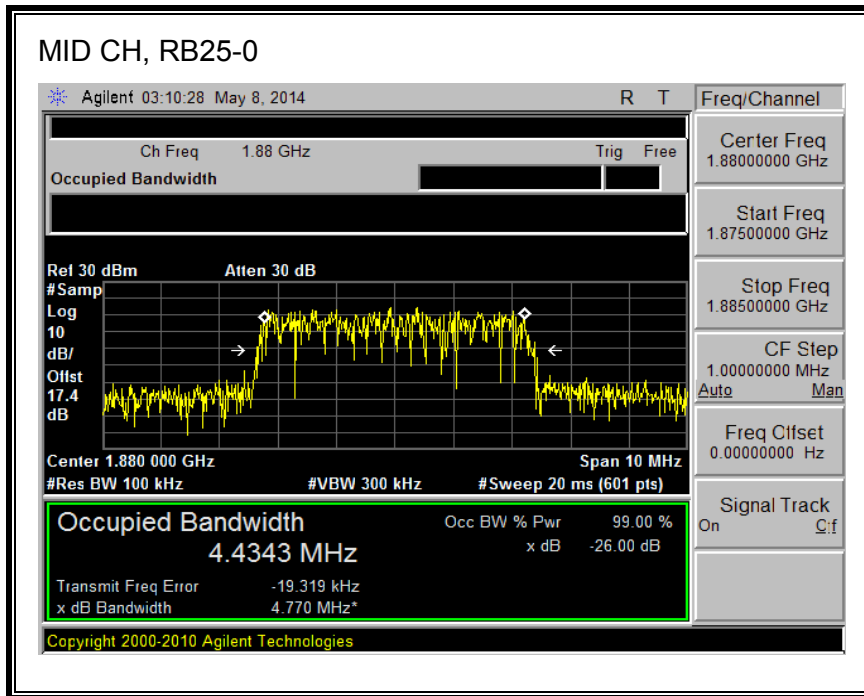 MID CH, RB25-0
Agilent 03:10:28 May 8, 2014 R T
Freq/Channel
Ch Freq 1.88 GHz Trig Free
Occupied Bandwidth
Center Freq
1.88000000 GHz
Start Freq
1.87500000 GHz
Stop Freq
1.88500000 GHz
CF Step
1.00000000 MHz
Auto Man
Freq Offset
0.00000000 Hz
Signal Track
On Off
Ref 30 dBm Atten 30 dB
#Samp
Log
10
dB/
Offst
17.4
dB
Center 1.880 000 GHz Span 10 MHz
#Res BW 100 kHz #VBW 300 kHz #Sweep 20 ms (601 pts)
Occupied Bandwidth
4.4343 MHz
Occ BW % Pwr 99.00 %
x dB -26.00 dB
Transmit Freq Error -19.319 kHz
x dB Bandwidth 4.770 MHz*
Copyright 2000-2010 Agilent Technologies